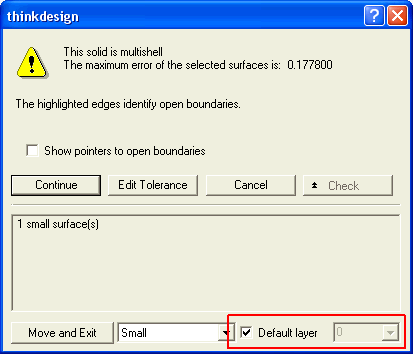 thinkdesign
This solid is multishell
The maximum error of the selected surfaces is: 0.177800
The highlighted edges identify open boundaries.
Show pointers to open boundaries
Continue
Edit Tolerance
Cancel
Check
1 small surface(s)
Move and Exit
Small
Default layer
0